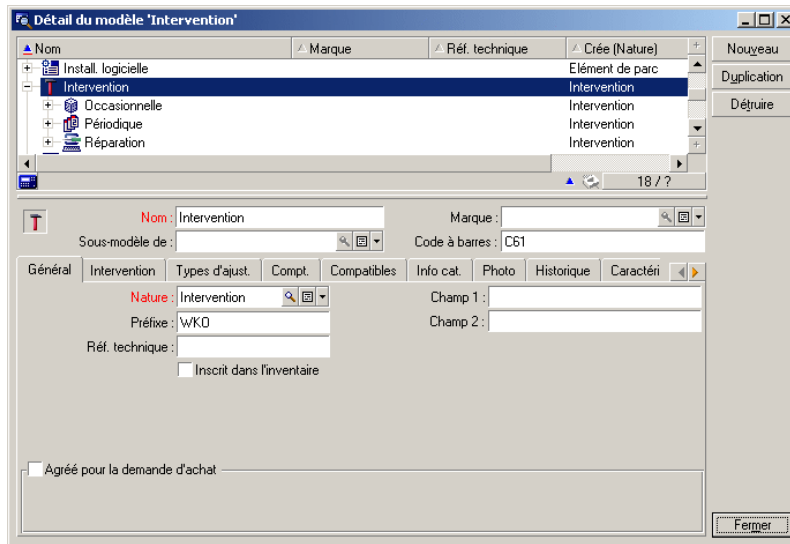 Détail du modèle 'Intervention'
Nom Marque Réf. technique Crée (Nature)
Install. logicielle Elément de parc
Intervention Intervention
Occasionnelle Intervention
Périodique Intervention
Réparation Intervention
18 / ?
Nouveau
Duplication
Détruire
Nom : Intervention Marque :
Sous-modèle de : Code à barres : C61
Général Intervention Types d'ajust. Compt. Compatibles Info cat. Photo Historique Caractéri
Nature : Intervention Champ 1 :
Préfixe : WKO Champ 2 :
Réf. technique :
Inscrit dans l'inventaire
Agréé pour la demande d'achat
Fermer